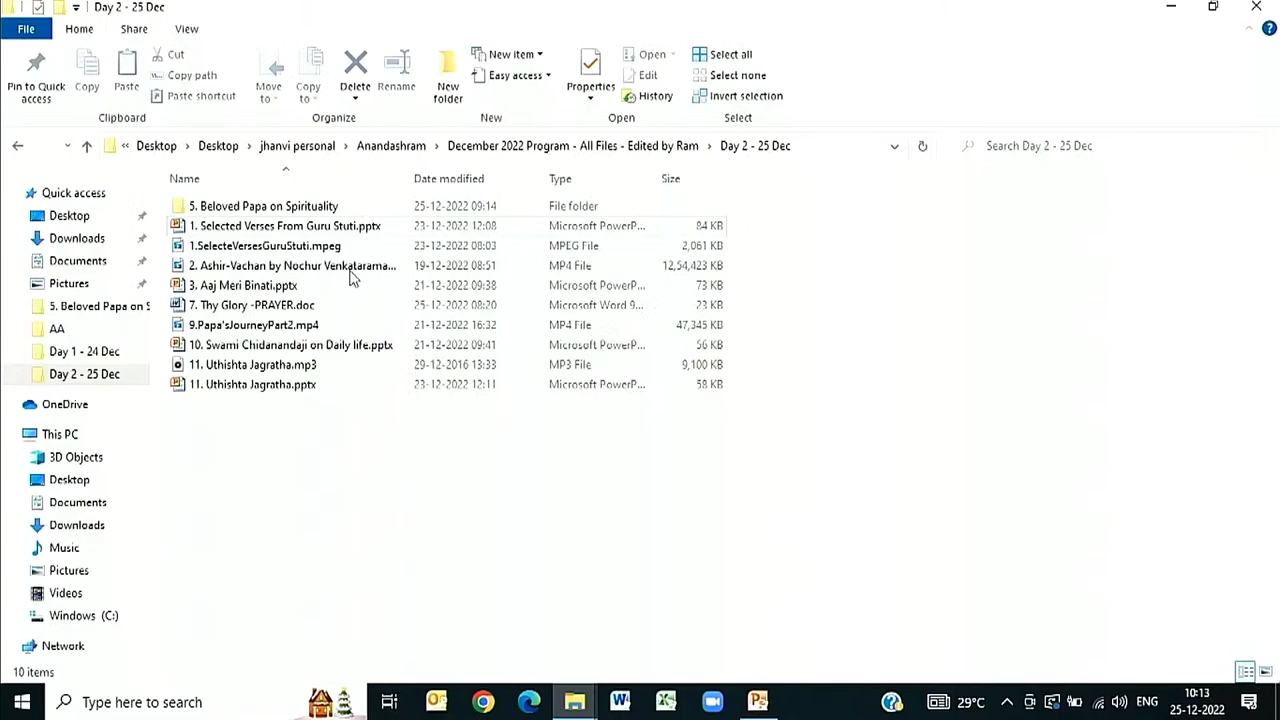 Day 2 - 25 Dec
File Home Share View
Pin to Quick access
Copy
Paste
Cut
Copy path
Paste shortcut
Move to
Copy to
Delete
Rename
New folder
New item
Easy access
Properties
Open
Edit
History
Select all
Select none
Invert selection
Clipboard Organize New Open Select
« Desktop › Desktop › jhanvi personal › Anandashram › December 2022 Program - All Files - Edited by Ram › Day 2 - 25 Dec
Search Day 2 - 25 Dec
Name Date modified Type Size
5. Beloved Papa on Spirituality 25-12-2022 09:14 File folder
1. Selected Verses From Guru Stuti.pptx 23-12-2022 12:08 Microsoft PowerP... 84 KB
1.SelecteVersesGuruStuti.mpeg 23-12-2022 08:03 MPEG File 2,061 KB
2. Ashir-Vachan by Nochur Venkatarama... 19-12-2022 08:51 MP4 File 12,54,423 KB
3. Aaj Meri Binati.pptx 21-12-2022 09:38 Microsoft PowerP... 73 KB
7. Thy Glory -PRAYER.doc 25-12-2022 08:20 Microsoft Word 9... 23 KB
9.Papa'sJourneyPart2.mp4 21-12-2022 16:32 MP4 File 47,345 KB
10. Swami Chidanandaji on Daily life.pptx 21-12-2022 09:41 Microsoft PowerP... 56 KB
11. Uthishta Jagratha.mp3 29-12-2016 13:33 MP3 File 9,100 KB
11. Uthishta Jagratha.pptx 23-12-2022 12:11 Microsoft PowerP... 58 KB
Quick access
Desktop
Downloads
Documents
Pictures
5. Beloved Papa on S
AA
Day 1 - 24 Dec
Day 2 - 25 Dec
OneDrive
This PC
3D Objects
Desktop
Documents
Downloads
Music
Pictures
Videos
Windows (C:)
Network
10 items
Type here to search
29°C
ENG
10:13
25-12-2022